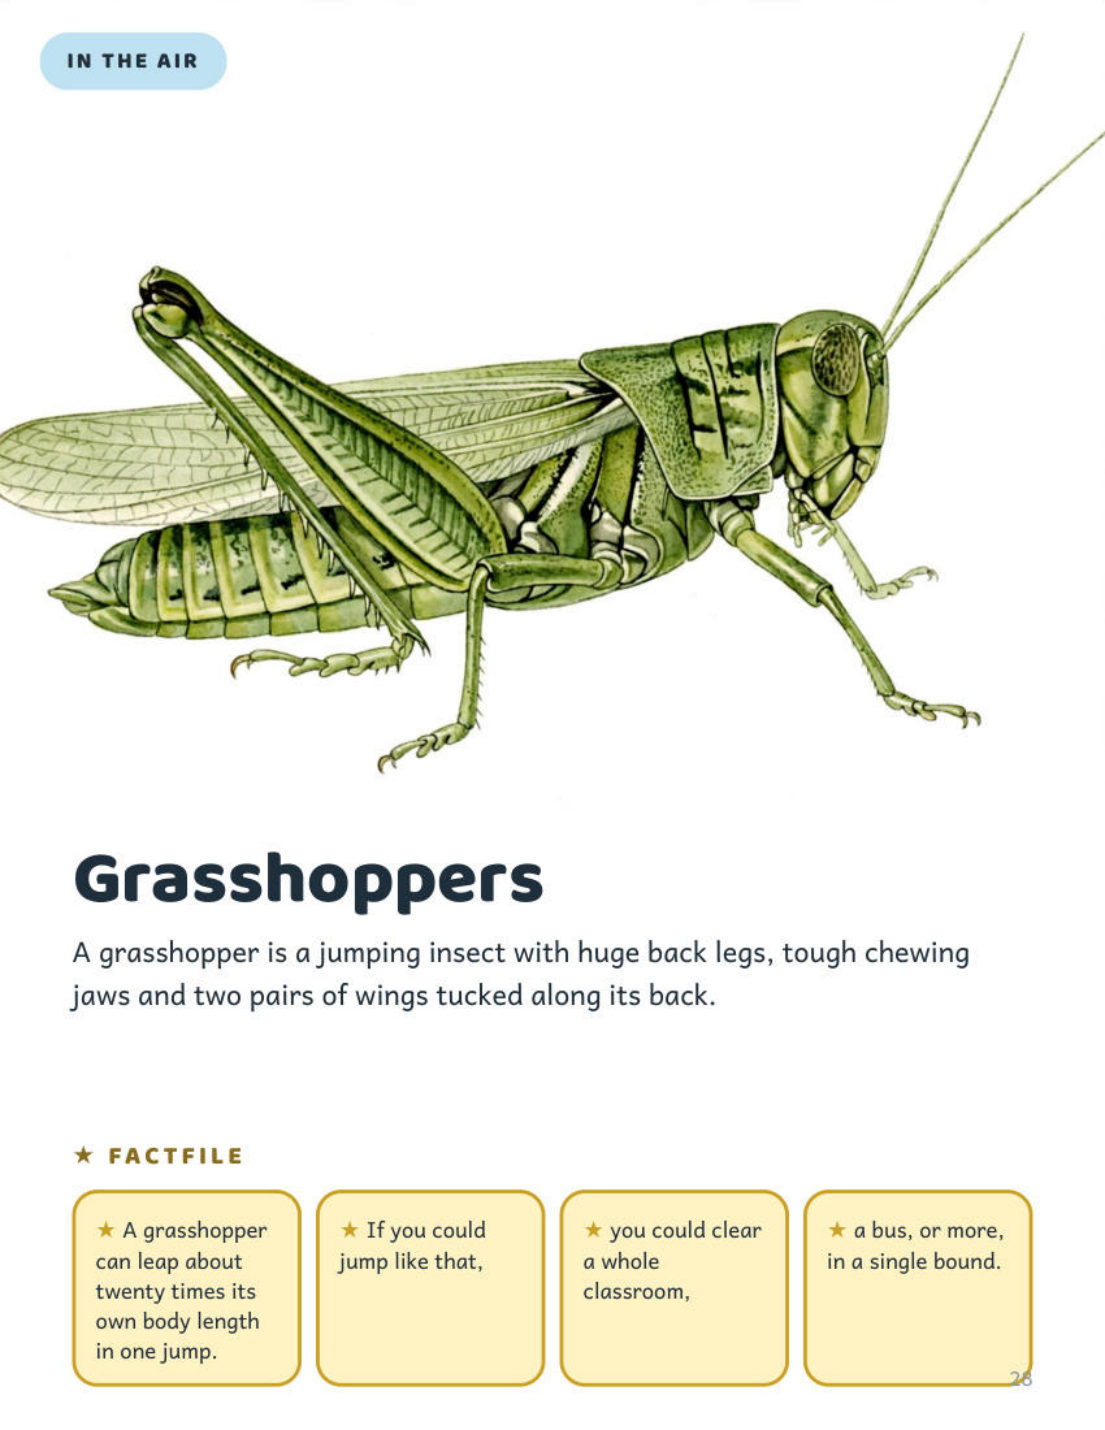 IN THE AIR
Grasshoppers
A grasshopper is a jumping insect with huge back legs, tough chewing
jaws and two pairs of wings tucked along its back.
★ FACTFILE
★ A grasshopper
can leap about
twenty times its
own body length
in one jump.
★ If you could
jump like that,
★ you could clear
a whole
classroom,
★ a bus, or more,
in a single bound.
28